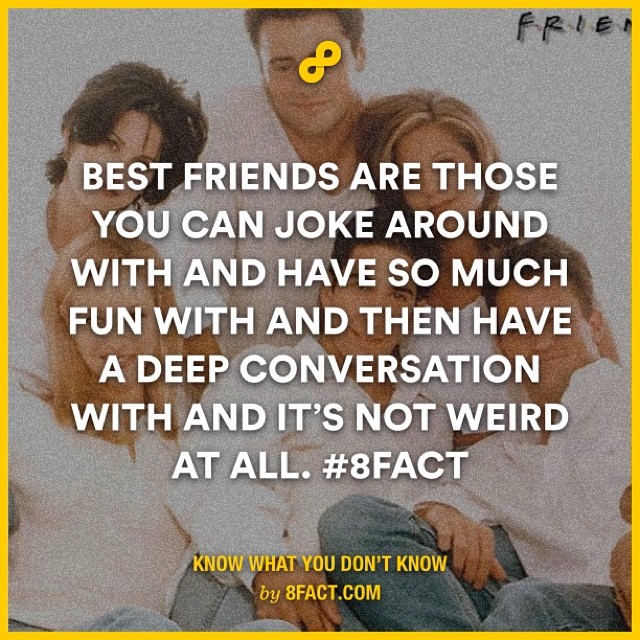 FRIEN
BEST FRIENDS ARE THOSE
YOU CAN JOKE AROUND
WITH AND HAVE SO MUCH
FUN WITH AND THEN HAVE
A DEEP CONVERSATION
WITH AND IT’S NOT WEIRD
AT ALL. #8FACT
KNOW WHAT YOU DON’T KNOW
by 8FACT.COM